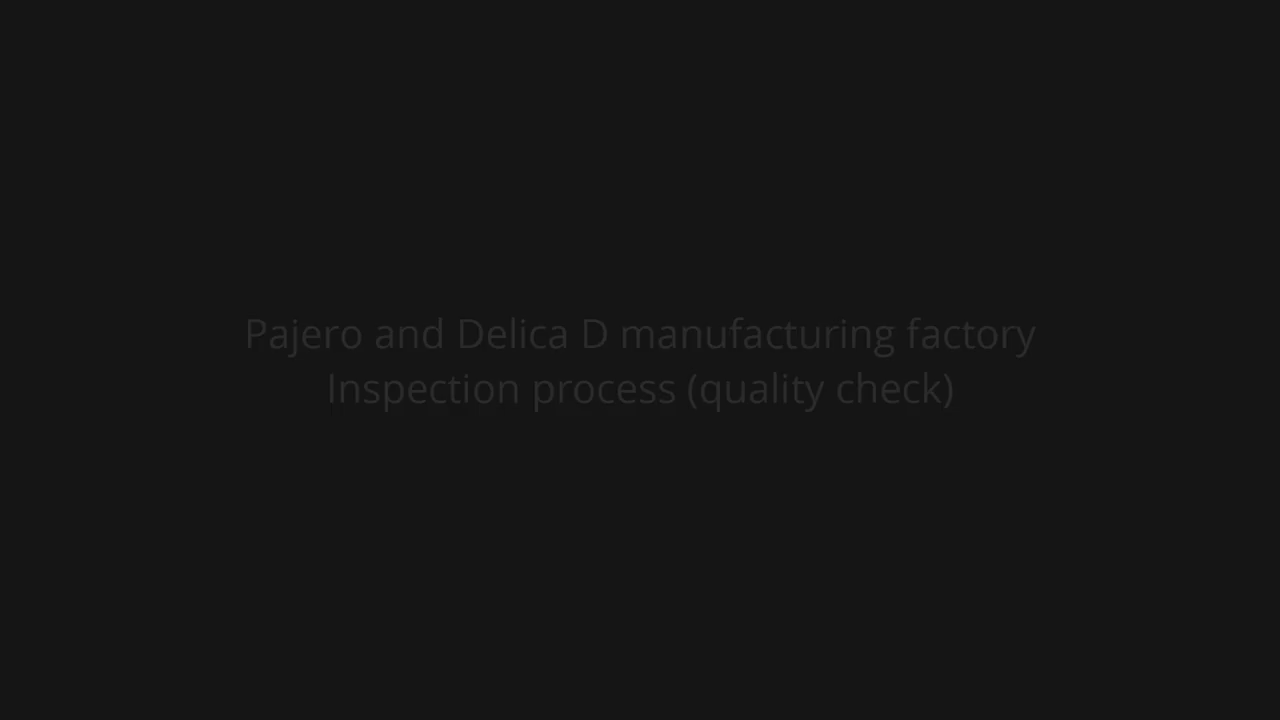 Pajero and Delica D manufacturing factory
Inspection process (quality check)